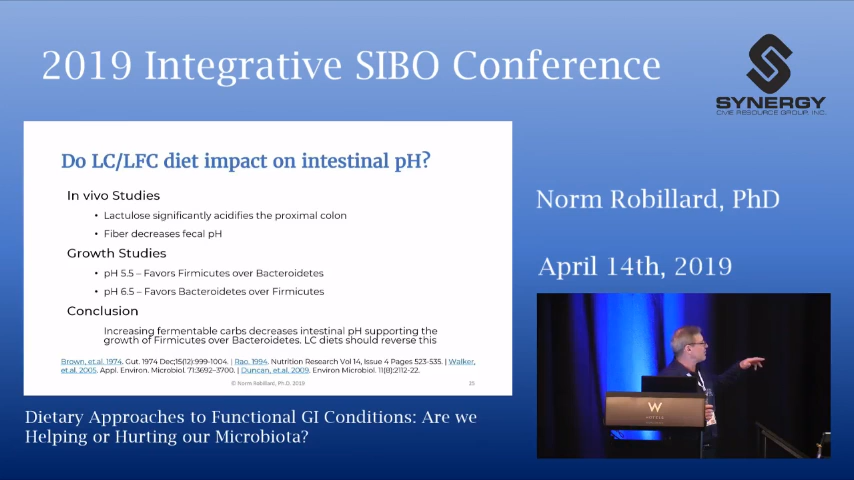 2019 Integrative SIBO Conference
SYNERGY
CME RESOURCE GROUP, INC.
Do LC/LFC diet impact on intestinal pH?
In vivo Studies
• Lactulose significantly acidifies the proximal colon
• Fiber decreases fecal pH
Growth Studies
• pH 5.5 – Favors Firmicutes over Bacteroidetes
• pH 6.5 – Favors Bacteroidetes over Firmicutes
Conclusion
Increasing fermentable carbs decreases intestinal pH supporting the
growth of Firmicutes over Bacteroidetes. LC diets should reverse this
Brown, et.al. 1974. Gut. 1974 Dec;15(12):999-1004. | Rao, 1994. Nutrition Research Vol 14, Issue 4 Pages 523-535. | Walker,
et.al. 2005. Appl. Environ. Microbiol. 71:3692–3700. | Duncan, et.al, 2009. Environ Microbiol. 11(8):2112-22.
© Norm Robillard, Ph.D, 2019
Norm Robillard, PhD
April 14th, 2019
W
HOTELS
Dietary Approaches to Functional GI Conditions: Are we
Helping or Hurting our Microbiota?